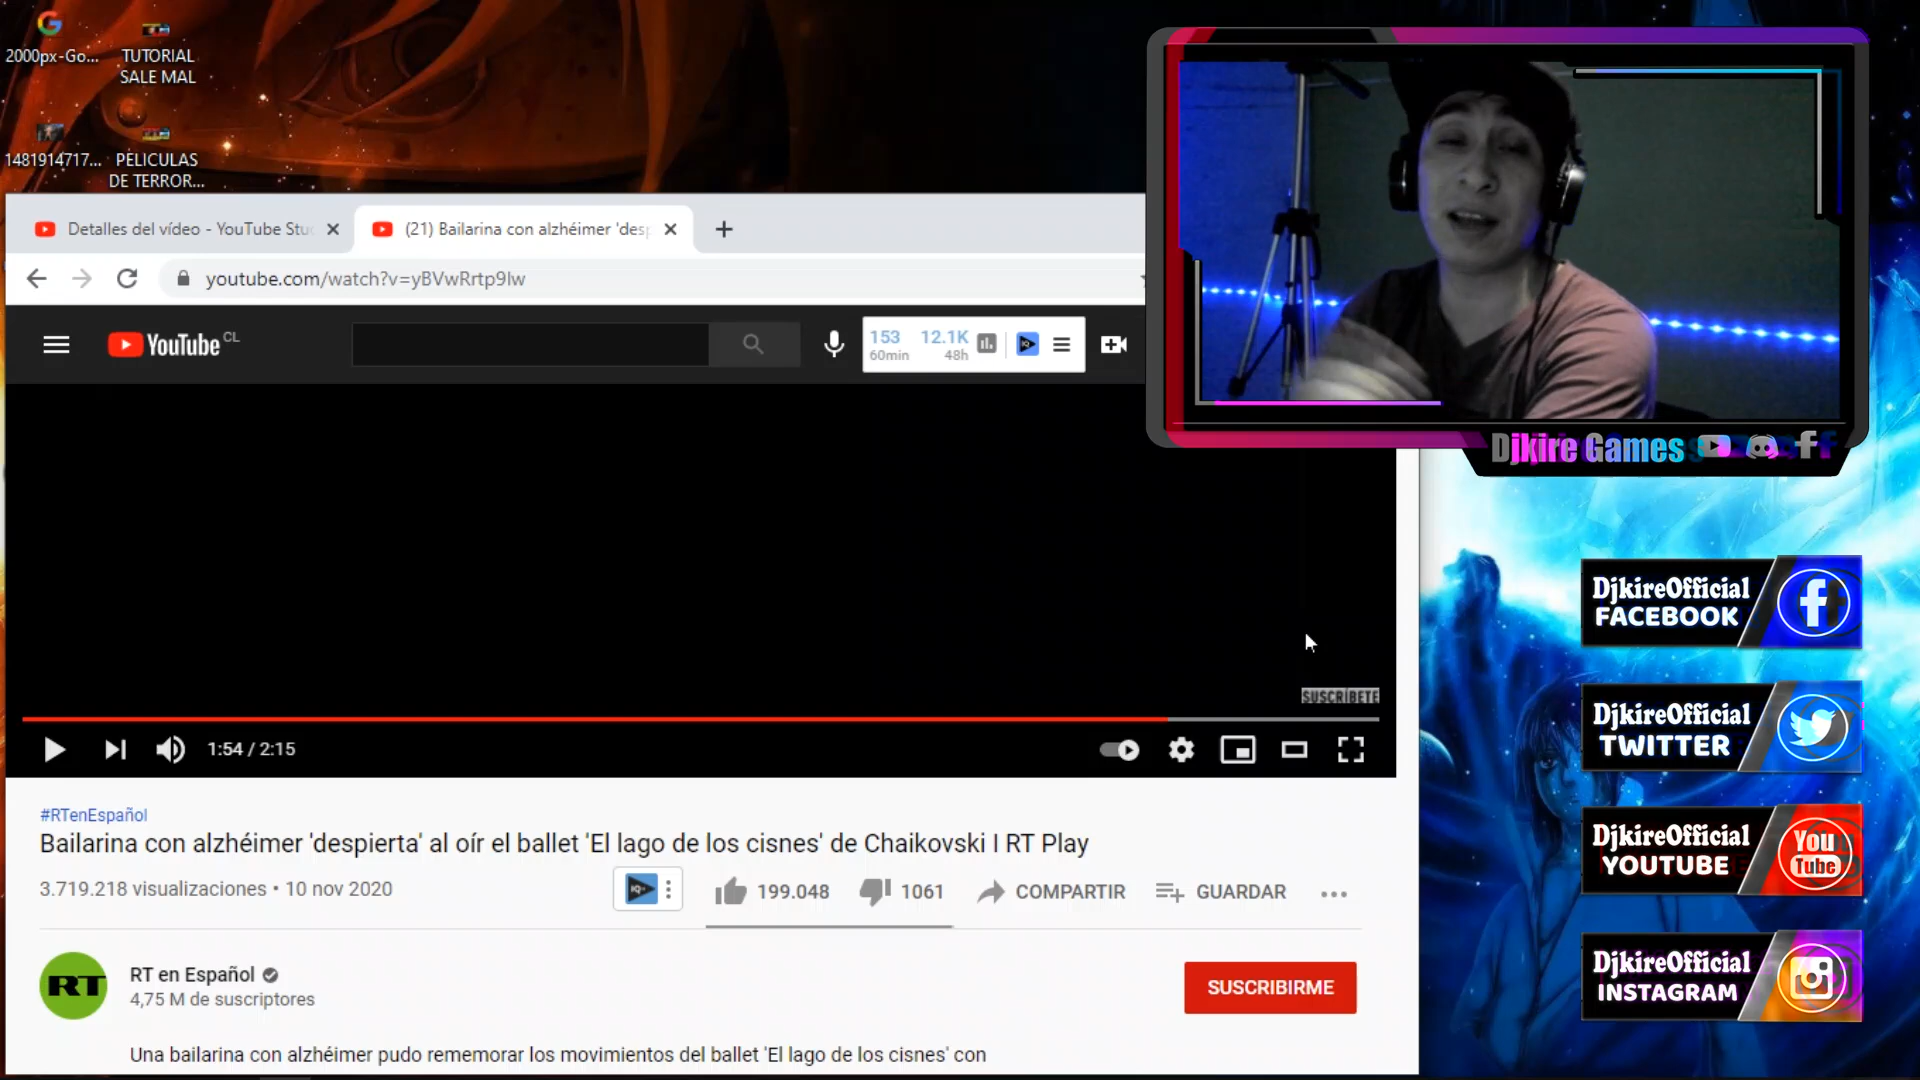 2000px-Go...
TUTORIAL
SALE MAL
1481914717...
PELICULAS
DE TERROR...
Detalles del vídeo - YouTube Stu
(21) Bailarina con alzhéimer 'des
youtube.com/watch?v=yBVwRrtp9lw
YouTube CL
153
60min
12.1K
48h
Djkire Games
SUSCRÍBETE
1:54 / 2:15
#RTenEspañol
Bailarina con alzhéimer 'despierta' al oír el ballet 'El lago de los cisnes' de Chaikovski I RT Play
3.719.218 visualizaciones • 10 nov 2020
IQ
199.048
1061
COMPARTIR
GUARDAR
RT
RT en Español
4,75 M de suscriptores
SUSCRIBIRME
Una bailarina con alzhéimer pudo rememorar los movimientos del ballet 'El lago de los cisnes' con
DjkireOfficial
FACEBOOK
DjkireOfficial
TWITTER
DjkireOfficial
YOUTUBE
You
Tube
DjkireOfficial
INSTAGRAM